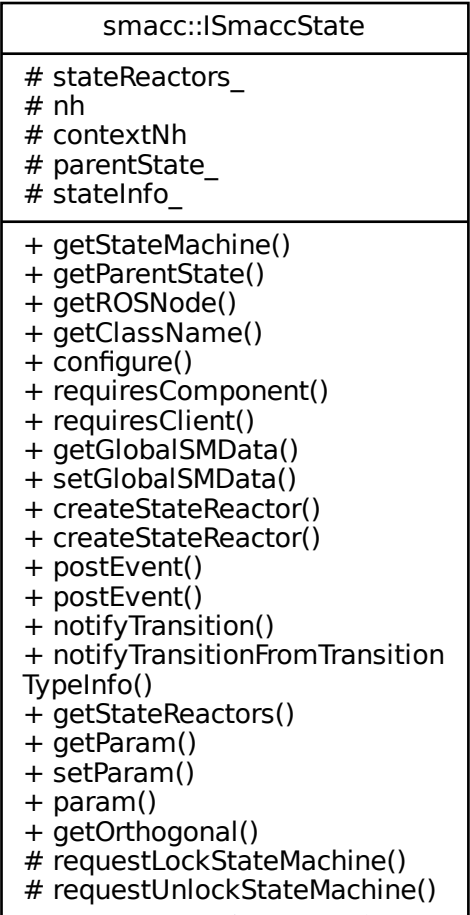 smacc::ISmaccState
# stateReactors_
# nh
# contextNh
# parentState_
# stateInfo_
+ getStateMachine()
+ getParentState()
+ getROSNode()
+ getClassName()
+ configure()
+ requiresComponent()
+ requiresClient()
+ getGlobalSMData()
+ setGlobalSMData()
+ createStateReactor()
+ createStateReactor()
+ postEvent()
+ postEvent()
+ notifyTransition()
+ notifyTransitionFromTransition
TypeInfo()
+ getStateReactors()
+ getParam()
+ setParam()
+ param()
+ getOrthogonal()
# requestLockStateMachine()
# requestUnlockStateMachine()